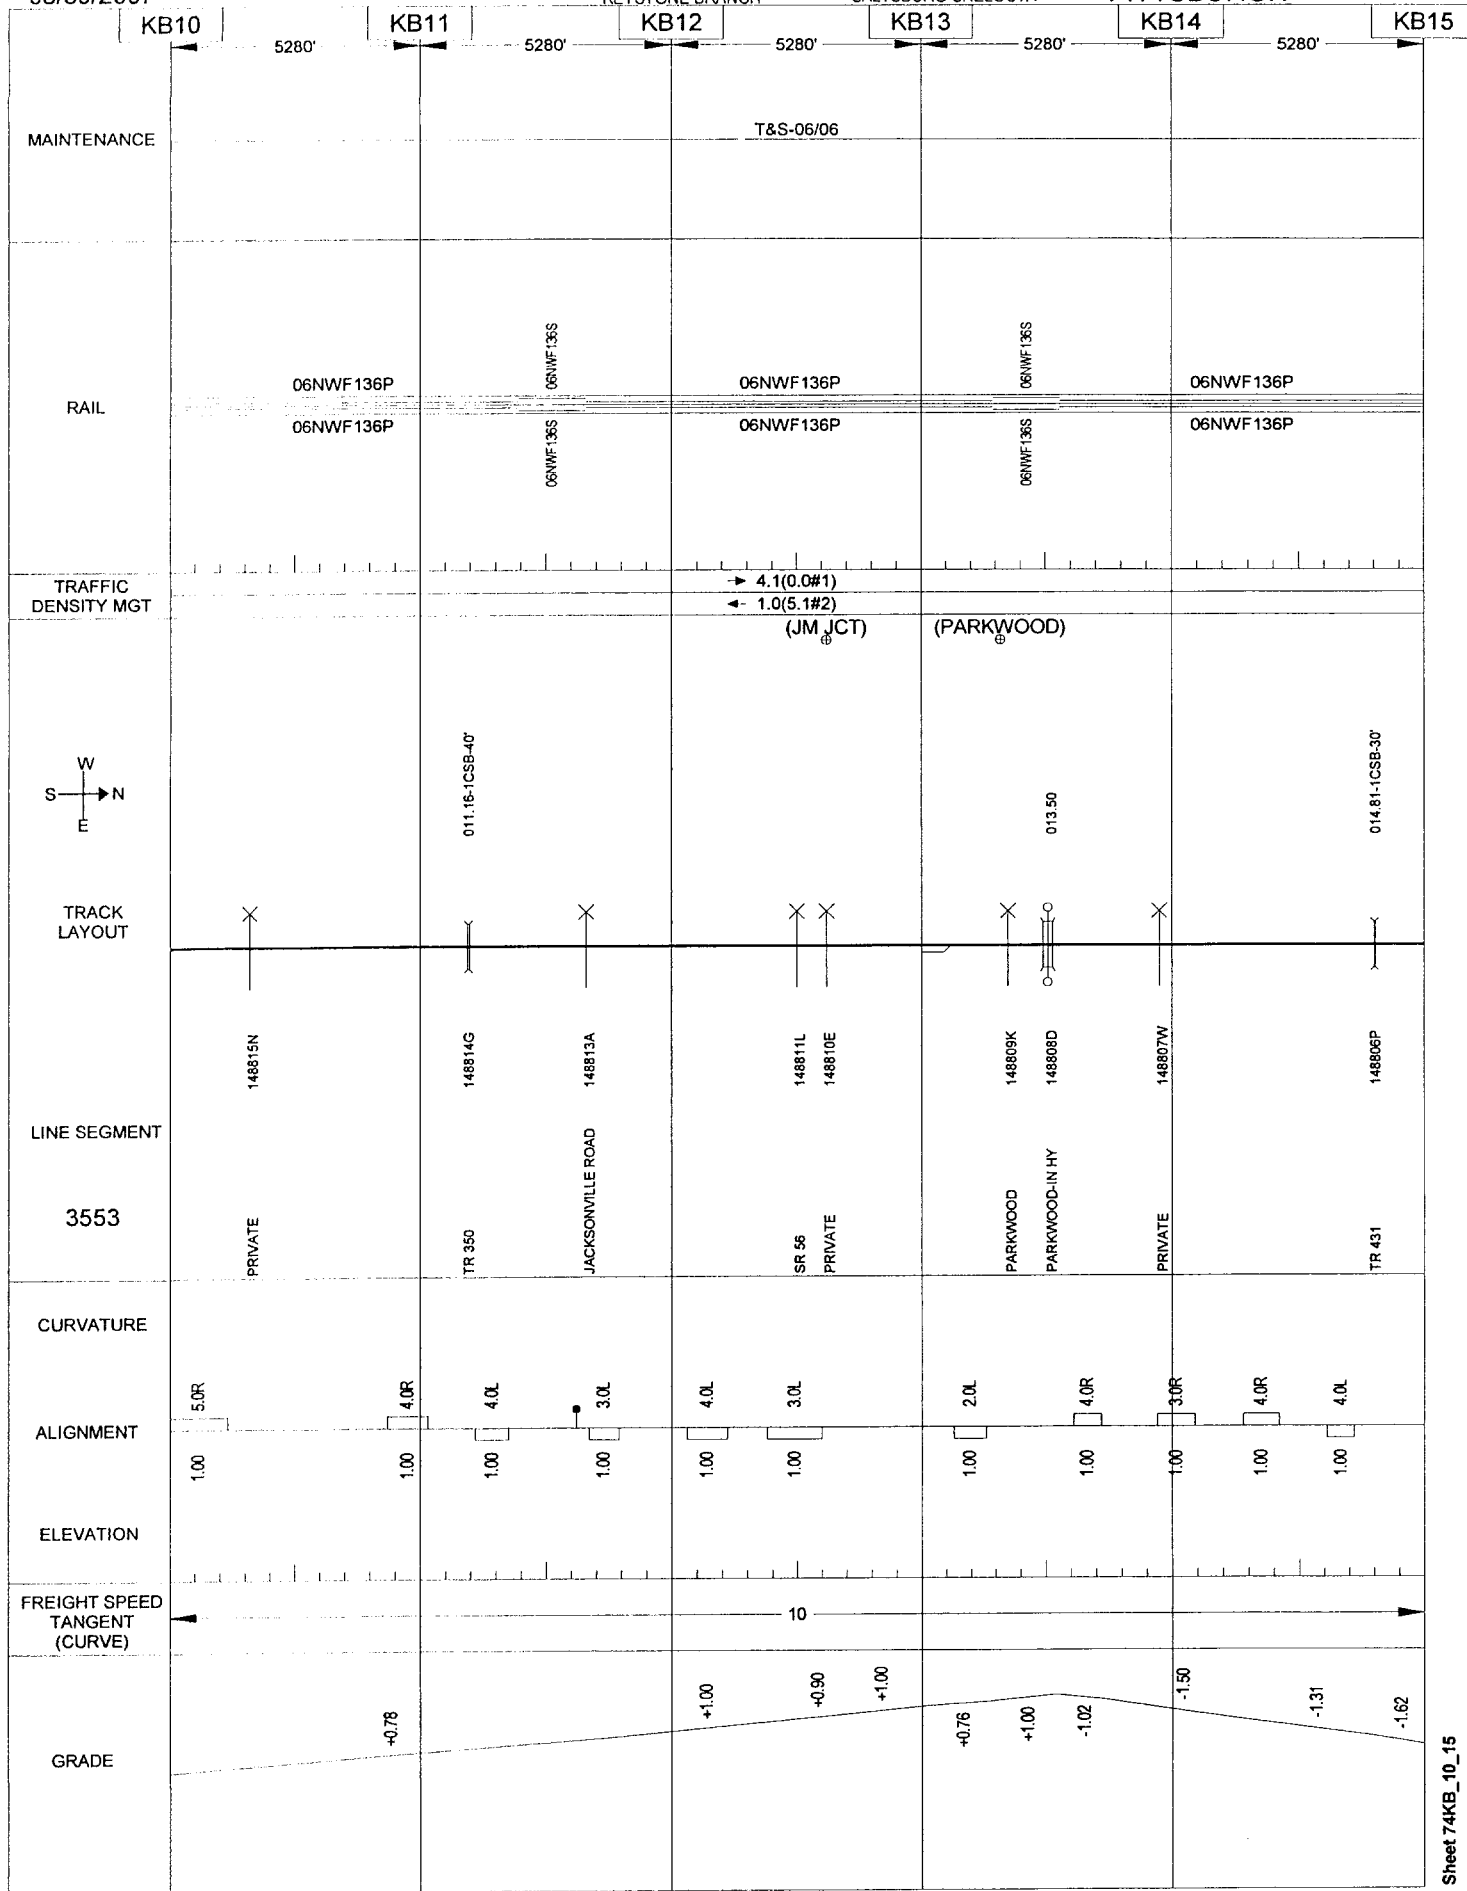 KEYSTONE BRANCH
KB10 KB11 KB12 KB13 KB14 KB15
5280' 5280' 5280' 5280' 5280'
MAINTENANCE
T&S-06/06
RAIL
06NWF136P 06NWF136S 06NWF136P 06NWF136S 06NWF136P
06NWF136P 06NWF136S 06NWF136P 06NWF136S 06NWF136P
TRAFFIC
DENSITY MGT
4.1(0.0#1)
1.0(5.1#2)
(JM JCT) (PARKWOOD)
W
S N
E
011.16-1CSB-40' 013.50 014.81-1CSB-30'
TRACK
LAYOUT
148815N 148814G 148813A 148811L 148810E 148809K 148808D 148807W 148806P
LINE SEGMENT
3553
PRIVATE TR 350 JACKSONVILLE ROAD SR 56 PRIVATE PARKWOOD PARKWOOD-IN HY PRIVATE TR 431
CURVATURE
5.0R 4.0R 4.0L 3.0L 4.0L 3.0L 2.0L 4.0R 3.0R 4.0R 4.0L
ALIGNMENT
1.00 1.00 1.00 1.00 1.00 1.00 1.00 1.00 1.00 1.00 1.00
ELEVATION
FREIGHT SPEED
TANGENT
(CURVE)
10
GRADE
+0.78 +1.00 +0.90 +1.00 +0.76 +1.00 -1.02 -1.50 -1.31 -1.62
Sheet 74KB_10_15